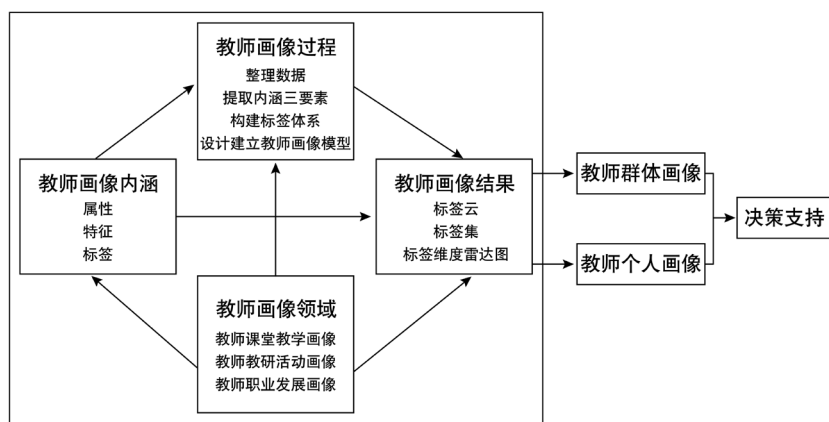 教师画像过程
整理数据
提取内涵三要素
构建标签体系
设计建立教师画像模型
教师画像内涵
属性
特征
标签
教师画像结果
标签云
标签集
标签维度雷达图
教师画像领域
教师课堂教学画像
教师教研活动画像
教师职业发展画像
教师群体画像
教师个人画像
决策支持